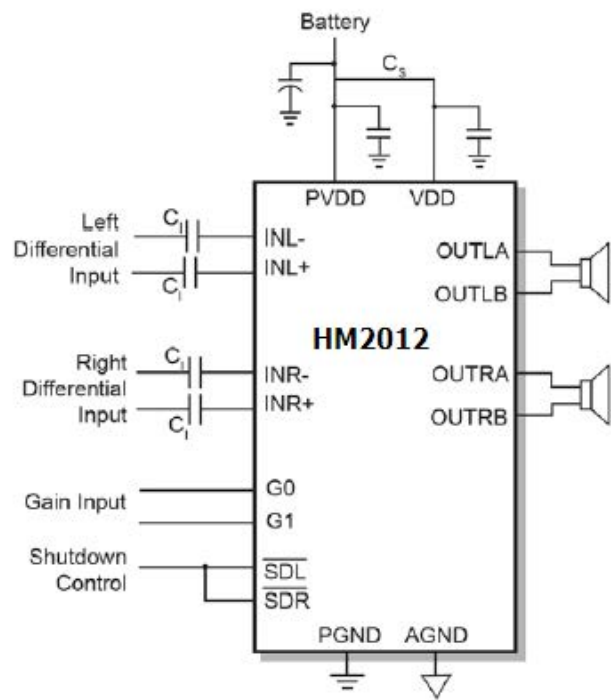 Battery
Cs
PVDD VDD
Left
Differential
Input
CI
CI
INL-
INL+
OUTLA
OUTLB
HM2012
Right
Differential
Input
CI
CI
INR-
INR+
OUTRA
OUTRB
Gain Input
G0
G1
Shutdown
Control
SDL
SDR
PGND AGND